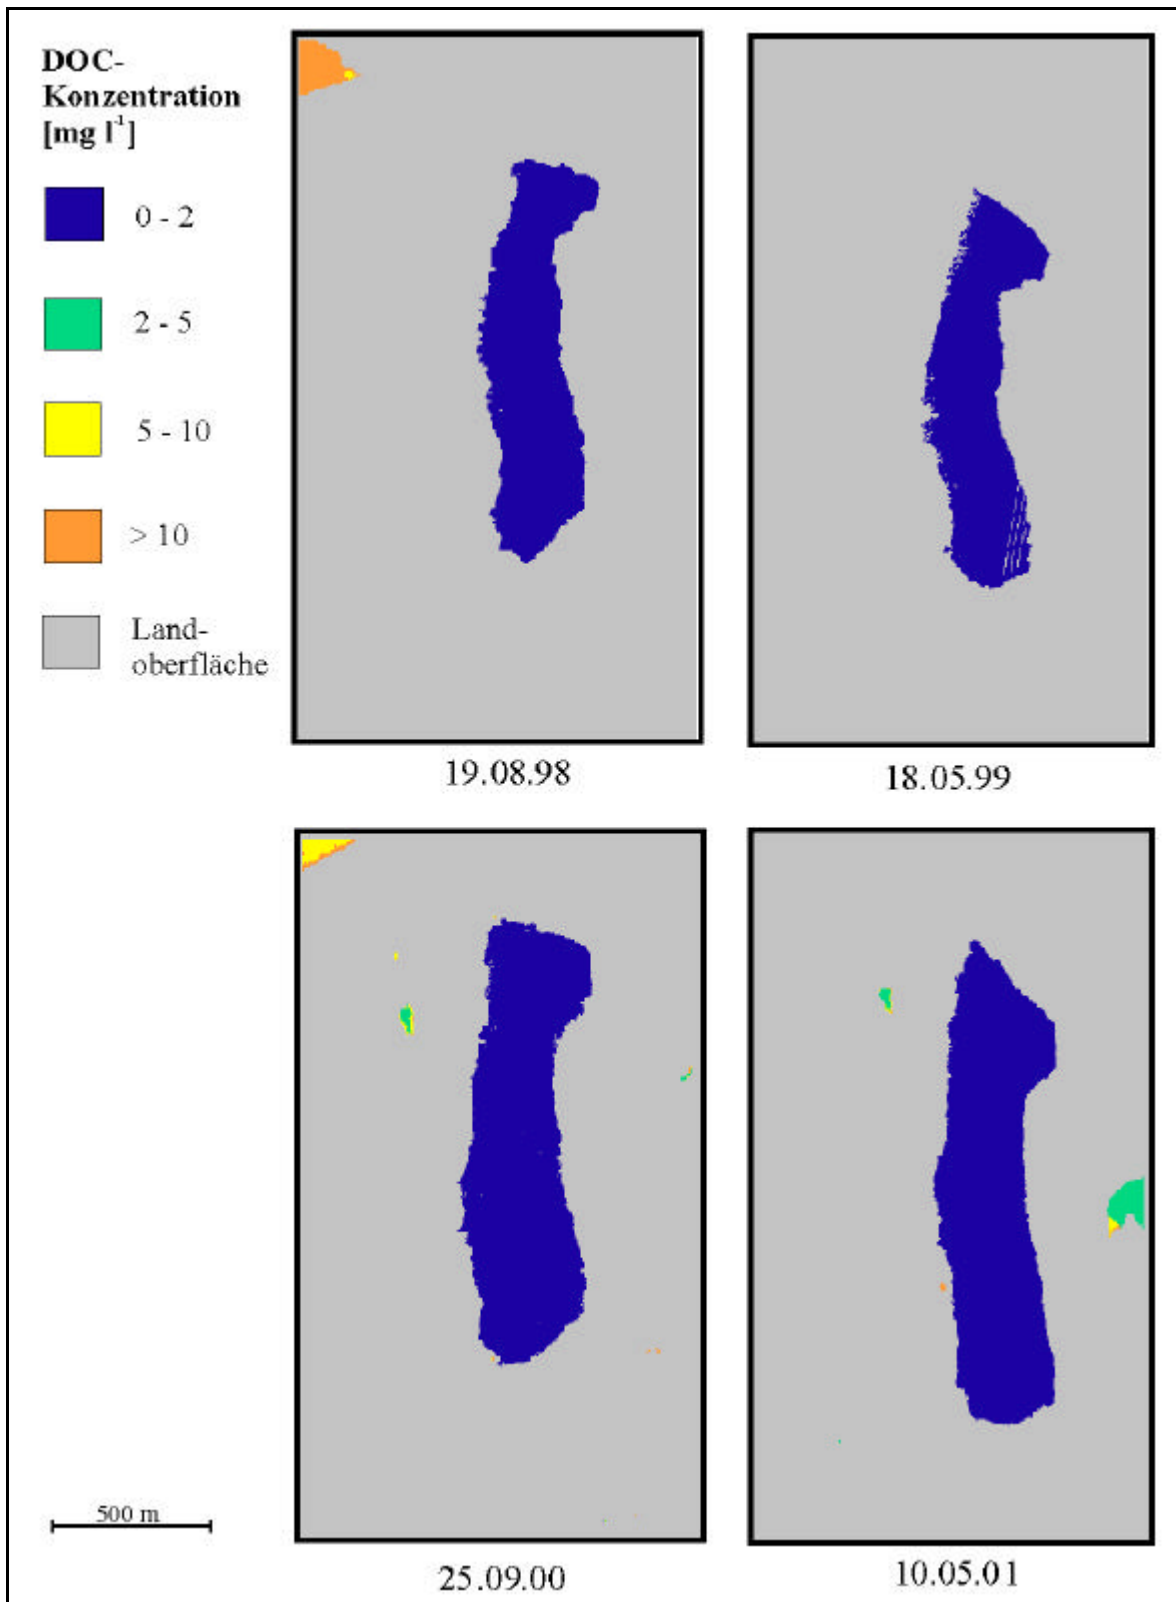 DOC-
Konzentration
[mg l⁻¹]
0 - 2
2 - 5
5 - 10
> 10
Land-
oberfläche
19.08.98
18.05.99
500 m
25.09.00
10.05.01